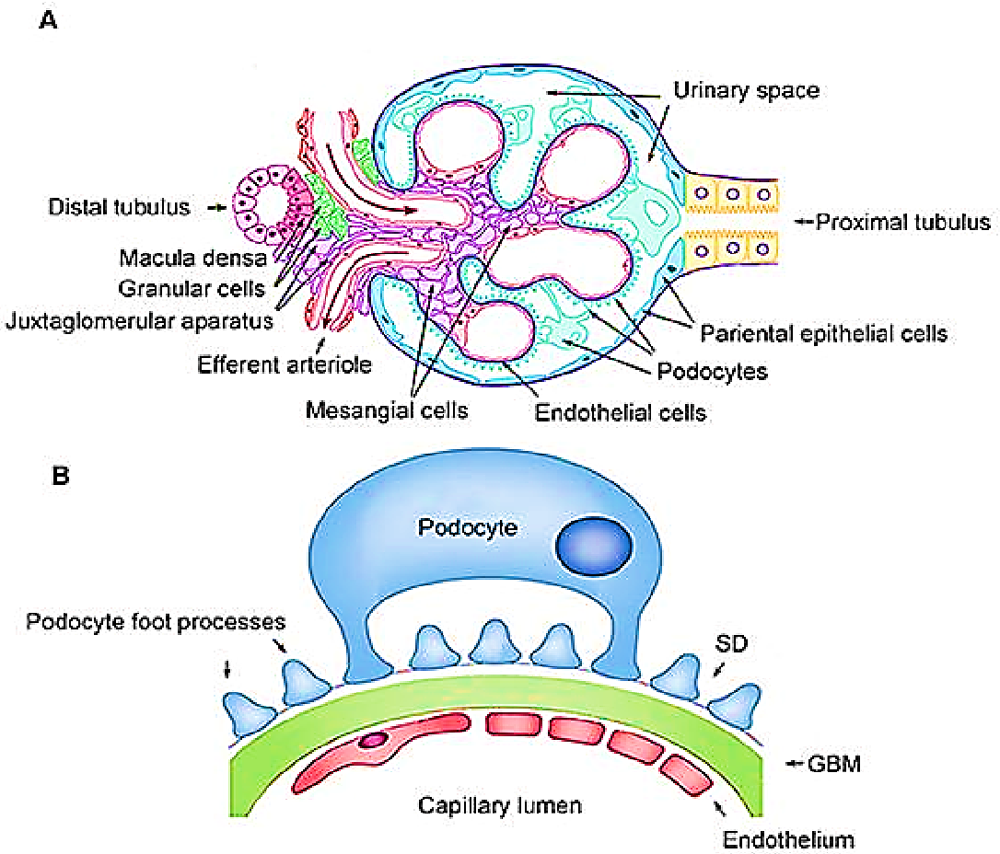 A
Urinary space
Distal tubulus
Proximal tubulus
Macula densa
Granular cells
Juxtaglomerular aparatus
Pariental epithelial cells
Efferent arteriole
Podocytes
Mesangial cells
Endothelial cells
B
Podocyte
Podocyte foot processes
SD
GBM
Capillary lumen
Endothelium